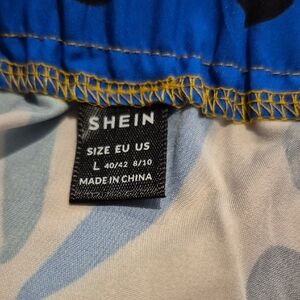 SHEIN
SIZE EU US
L 40/42 8/10
MADE IN CHINA